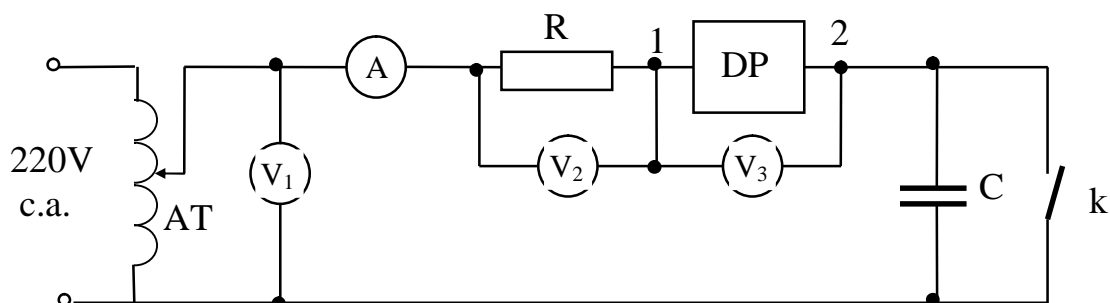 R
1
2
A
DP
220V
c.a.
AT
V₁
V₂
V₃
C
k